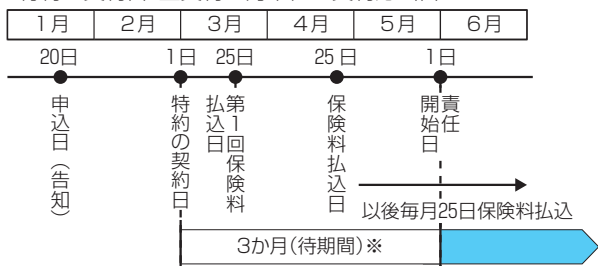 1月 2月 3月 4月 5月 6月
20日 1日 25日 25日 1日
申込日（告知）
特約の契約日
第1回保険料
払込日
保険料払込日
責任
開始日
以後毎月25日保険料払込
3か月（待期間）※